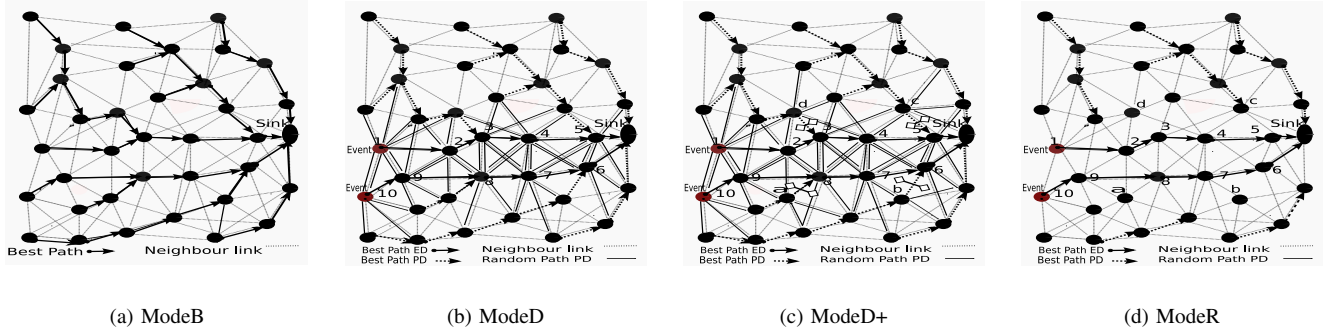 Sink
Best Path
Neighbour link
(a) ModeB
Sink
Event
1
2
3
4
5
Event
10
9
8
7
6
Best Path ED
Neighbour link
Best Path PD
Random Path PD
(b) ModeD
d
c
Sink
Event
1
2
3
4
5
Event
10
9
a
8
7
b
6
Best Path ED
Neighbour link
Best Path PD
Random Path PD
(c) ModeD+
d
c
Sink
Event
1
2
3
4
5
Event
10
9
a
8
7
b
6
Best Path ED
Neighbour link
Best Path PD
Random Path PD
(d) ModeR